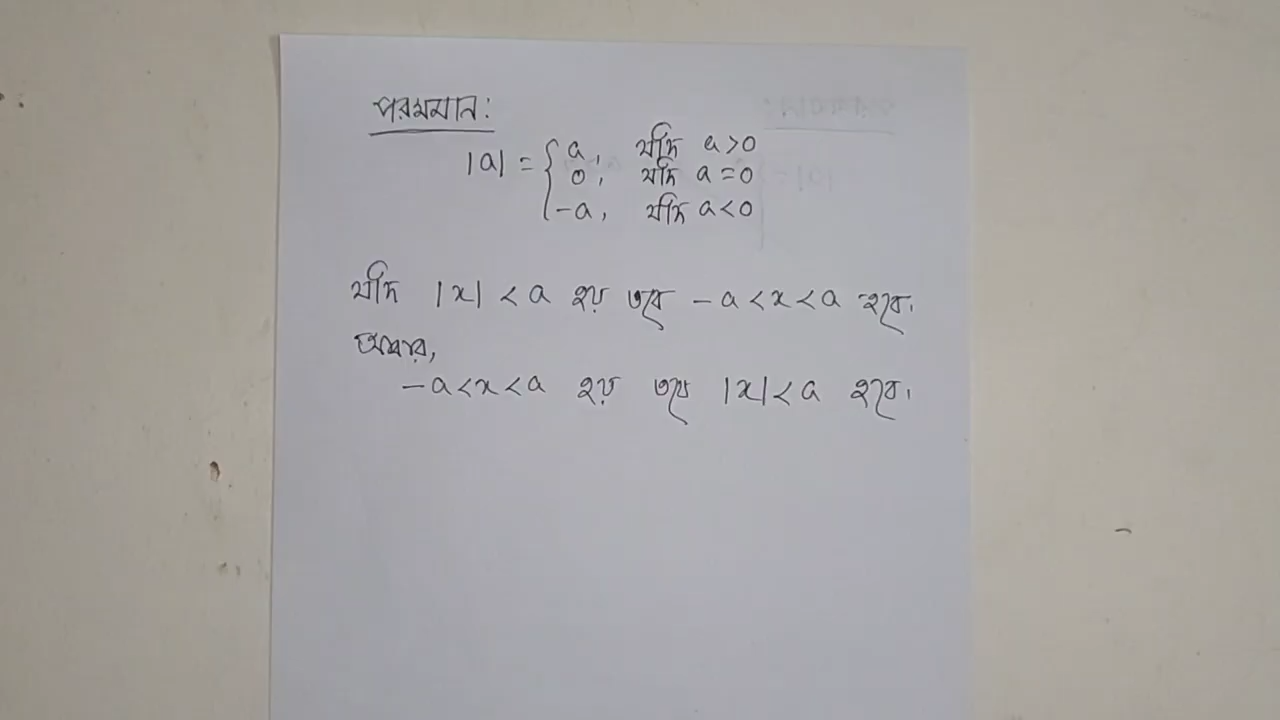 পরমমান:
|a| = { a, যদি a > 0
0, যদি a = 0
-a, যদি a < 0
যদি |x| < a হয় তবে -a < x < a হবে।
আবার,
-a < x < a হয় তবে |x| < a হবে।